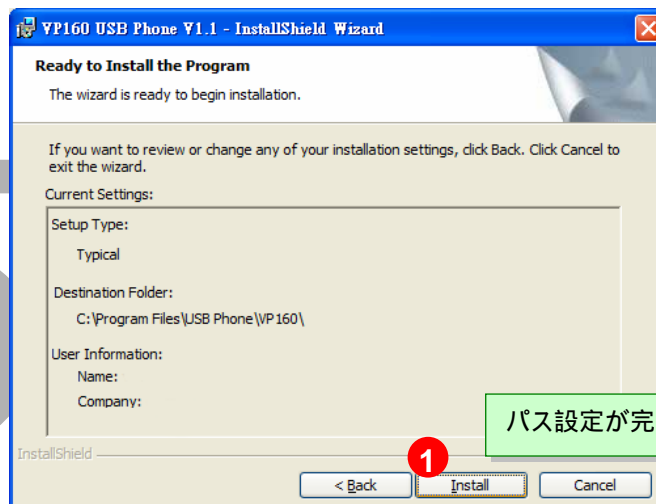 VP160 USB Phone V1.1 - InstallShield Wizard
Ready to Install the Program
The wizard is ready to begin installation.
If you want to review or change any of your installation settings, click Back. Click Cancel to
exit the wizard.
Current Settings:
Setup Type:
Typical
Destination Folder:
C:\Program Files\USB Phone\VP160\
User Information:
Name:
Company:
パス設定が完
InstallShield
1
< Back
Install
Cancel